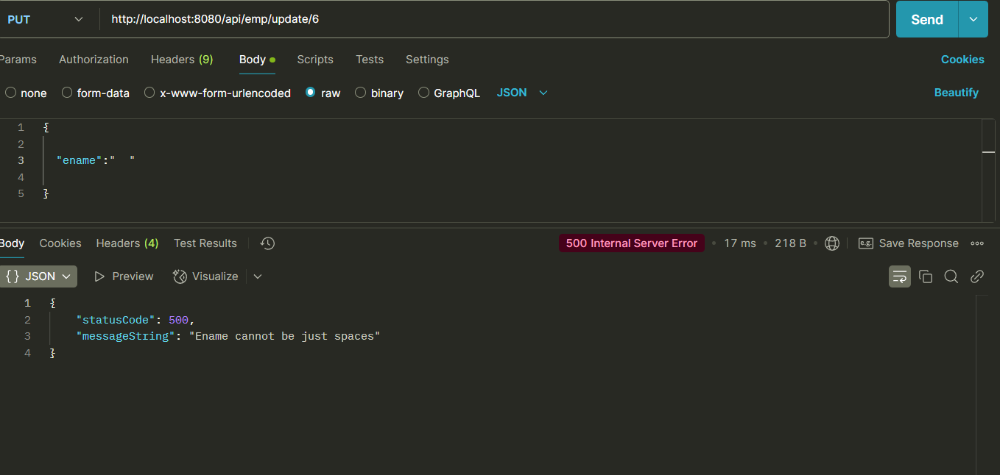 PUT http://localhost:8080/api/emp/update/6 Send
Params Authorization Headers (9) Body Scripts Tests Settings Cookies
none form-data x-www-form-urlencoded raw binary GraphQL JSON Beautify
1 {
2
3 "ename":"  "
4
5 }
Body Cookies Headers (4) Test Results 500 Internal Server Error • 17 ms • 218 B • e.g. Save Response
{} JSON Preview Visualize
1 {
2 "statusCode": 500,
3 "messageString": "Ename cannot be just spaces"
4 }